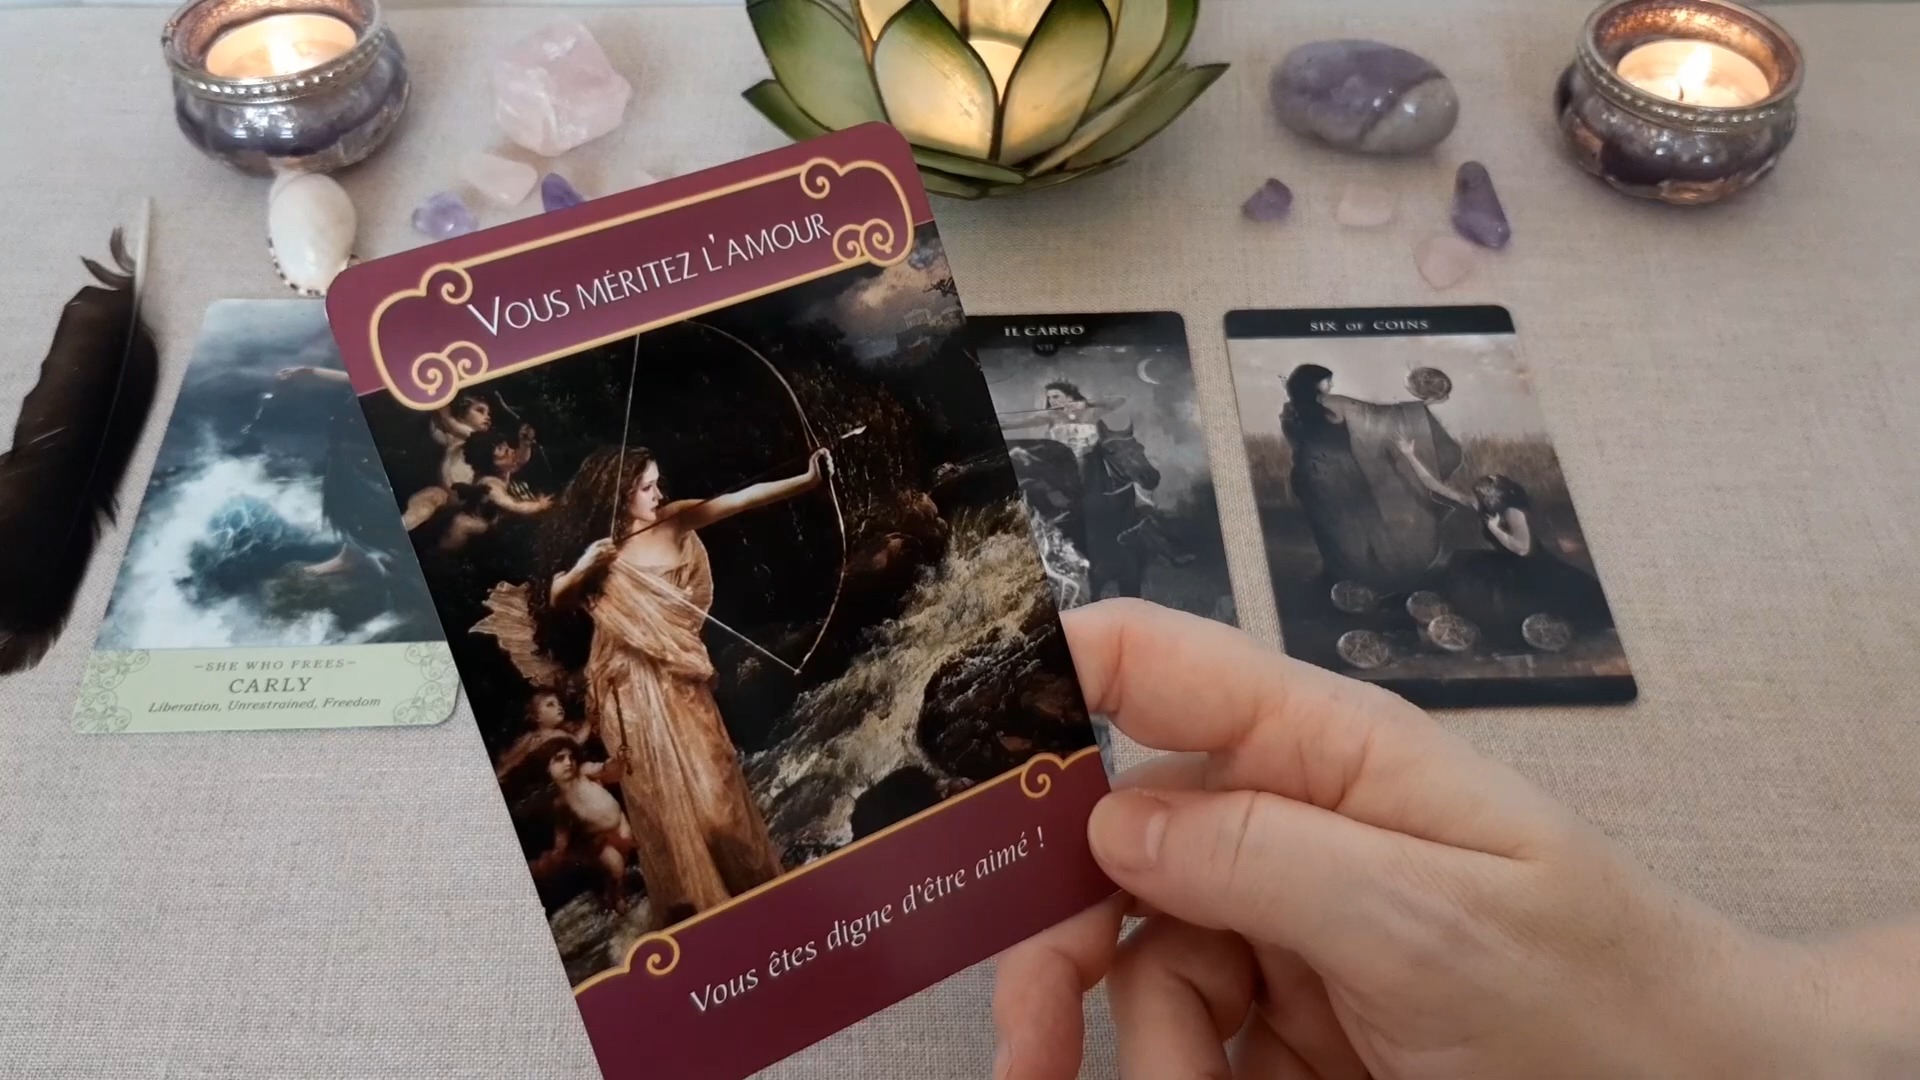 Vous méritez l'amour
Vous êtes digne d'être aimé !
-SHE WHO FREES-
CARLY
Liberation, Unrestrained, Freedom
IL CARRO
VII
SIX OF COINS